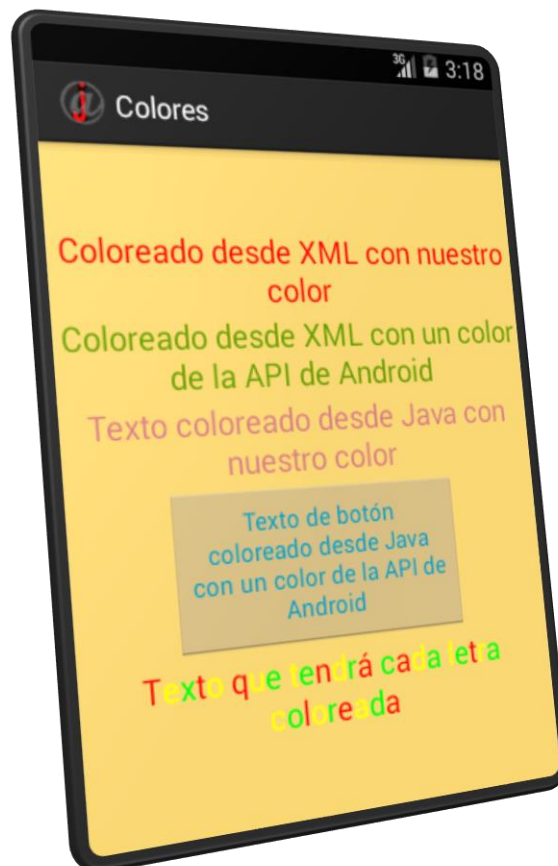 3G 3:18
j@ Colores
Coloreado desde XML con nuestro
color
Coloreado desde XML con un color
de la API de Android
Texto coloreado desde Java con
nuestro color
Texto de botón
coloreado desde Java
con un color de la API de
Android
Texto que tendrá cada letra
coloreada